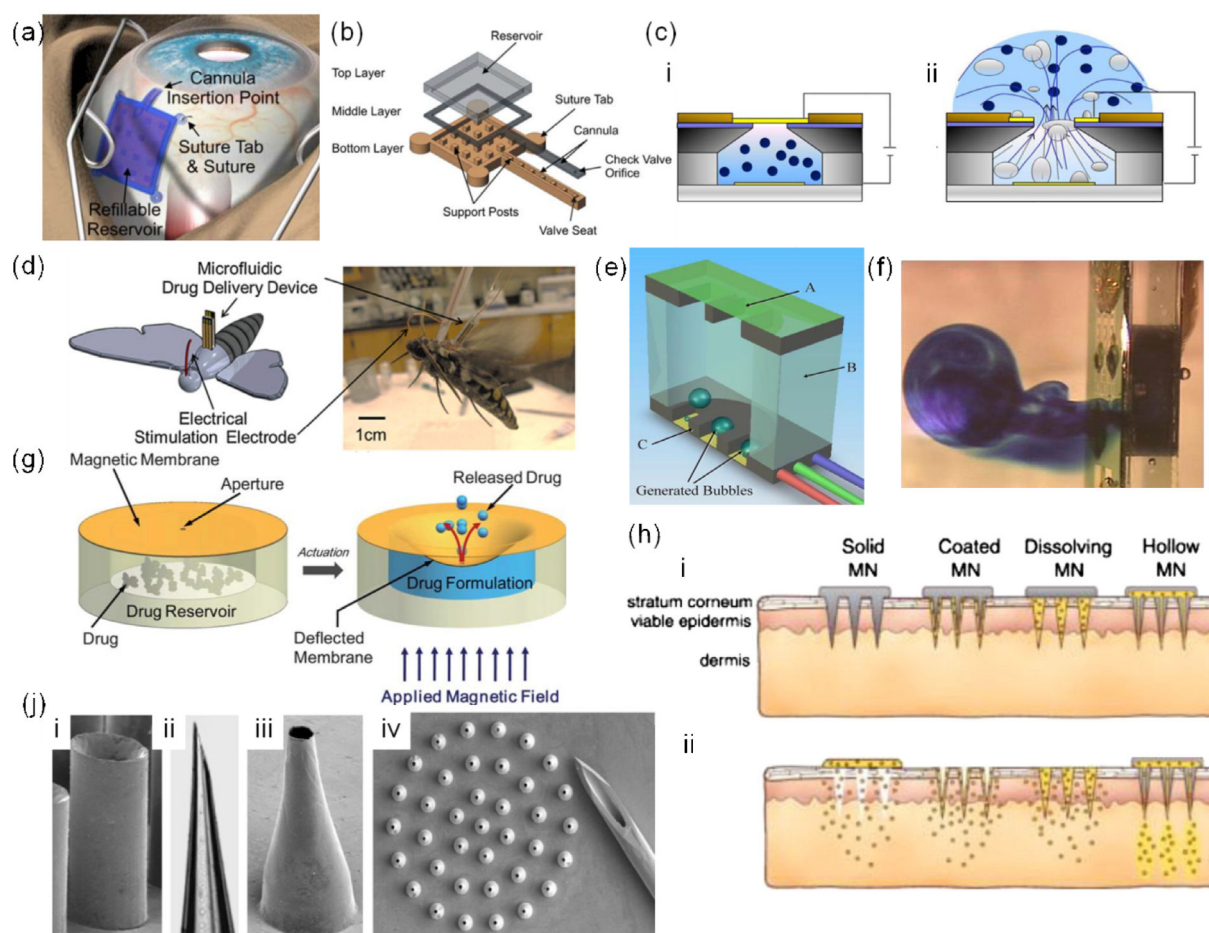 (a)
Cannula
Insertion Point
Suture Tab
& Suture
Refillable
Reservoir
(b)
Reservoir
Top Layer
Middle Layer
Bottom Layer
Suture Tab
Cannula
Check Valve
Orifice
Support Posts
Valve Seat
(c)
i
ii
(d)
Microfluidic
Drug Delivery Device
Electrical
Stimulation Electrode
1cm
(e)
A
B
C
Generated Bubbles
(f)
(g)
Magnetic Membrane
Aperture
Drug Reservoir
Drug
Actuation
Released Drug
Drug Formulation
Deflected
Membrane
Applied Magnetic Field
(h)
i
Solid
MN
Coated
MN
Dissolving
MN
Hollow
MN
stratum corneum
viable epidermis
dermis
ii
(j)
i
ii
iii
iv